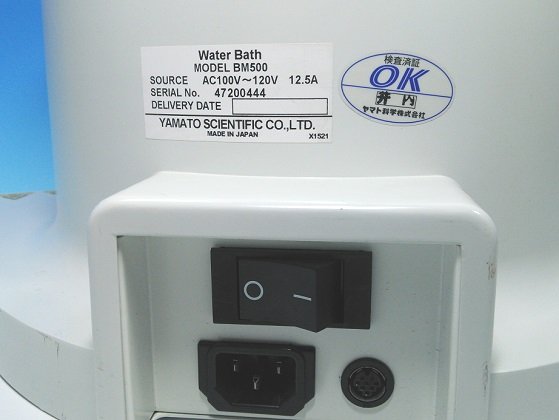 Water Bath
MODEL BM500
SOURCE AC100V～120V 12.5A
SERIAL No. 47200444
DELIVERY DATE
YAMATO SCIENTIFIC CO.,LTD.
MADE IN JAPAN X1521
検査済証
OK
井内
ヤマト科学株式会社
O —